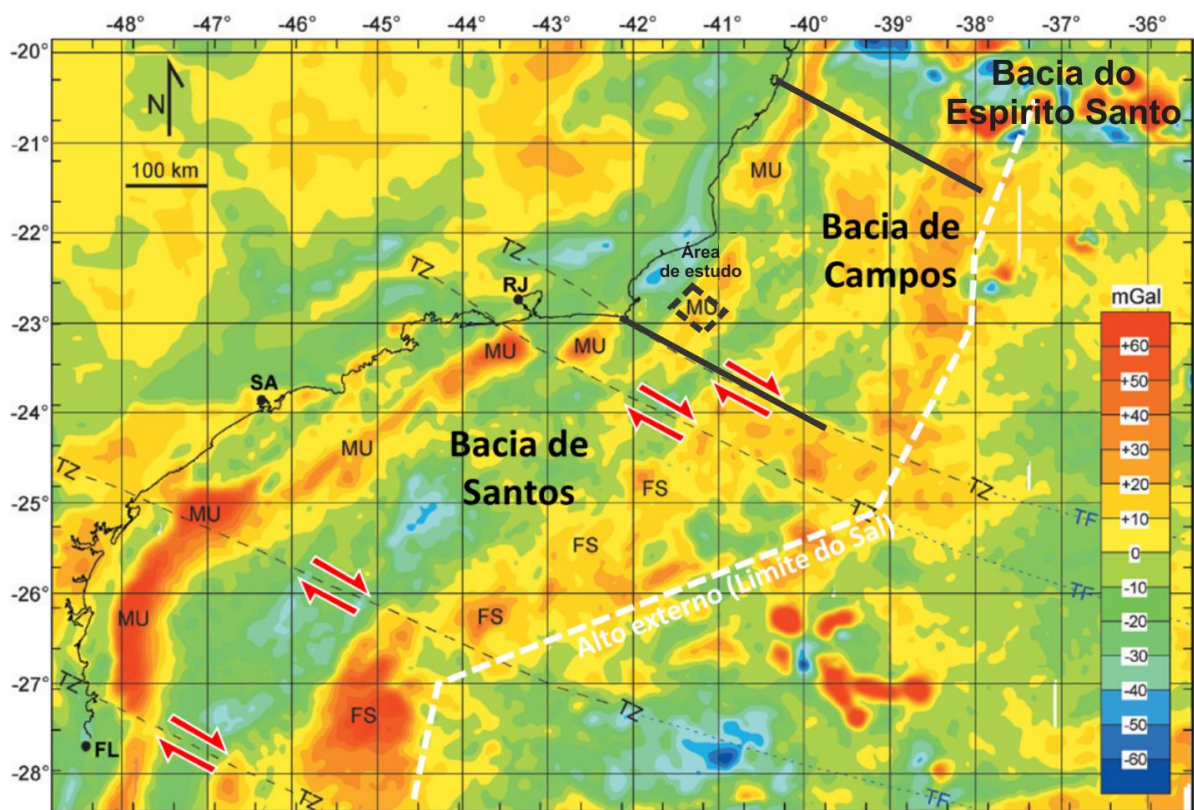 -48° -47° -46° -45° -44° -43° -42° -41° -40° -39° -38° -37° -36°
-20°
-21°
-22°
-23°
-24°
-25°
-26°
-27°
-28°
N
100 km
Bacia do
Espirito Santo
MU
Bacia de
Campos
TZ
TZ
Área
de estudo
RJ
MU
MU
MU
SA
MU
Bacia de
Santos
TZ
MU
FS
TZ
TZ
TF
FS
Alto externo (Limite do Sal)
TF
MU
FS
TZ
FS
TZ
FL
TZ
TF
mGal
+60
+50
+40
+30
+20
+10
0
-10
-20
-30
-40
-50
-60